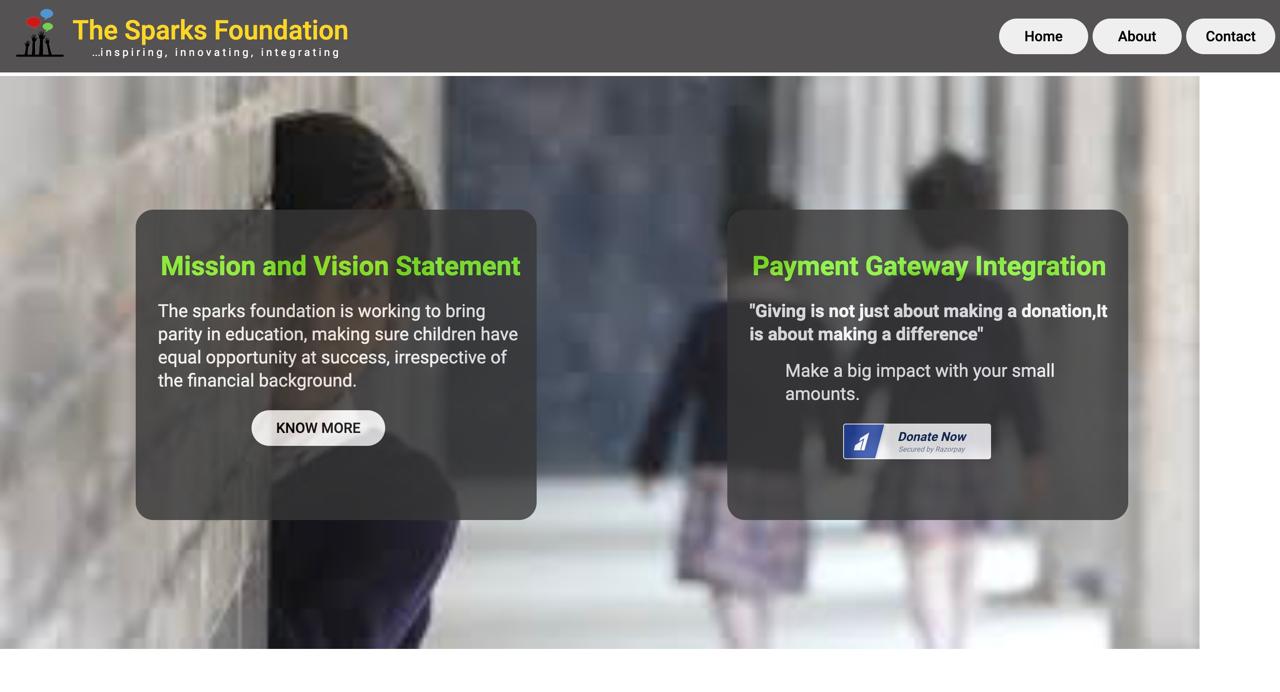 The Sparks Foundation
...inspiring, innovating, integrating
Home
About
Contact
Mission and Vision Statement
The sparks foundation is working to bring
parity in education, making sure children have
equal opportunity at success, irrespective of
the financial background.
KNOW MORE
Payment Gateway Integration
"Giving is not just about making a donation,It
is about making a difference"
Make a big impact with your small
amounts.
Donate Now
Secured by Razorpay